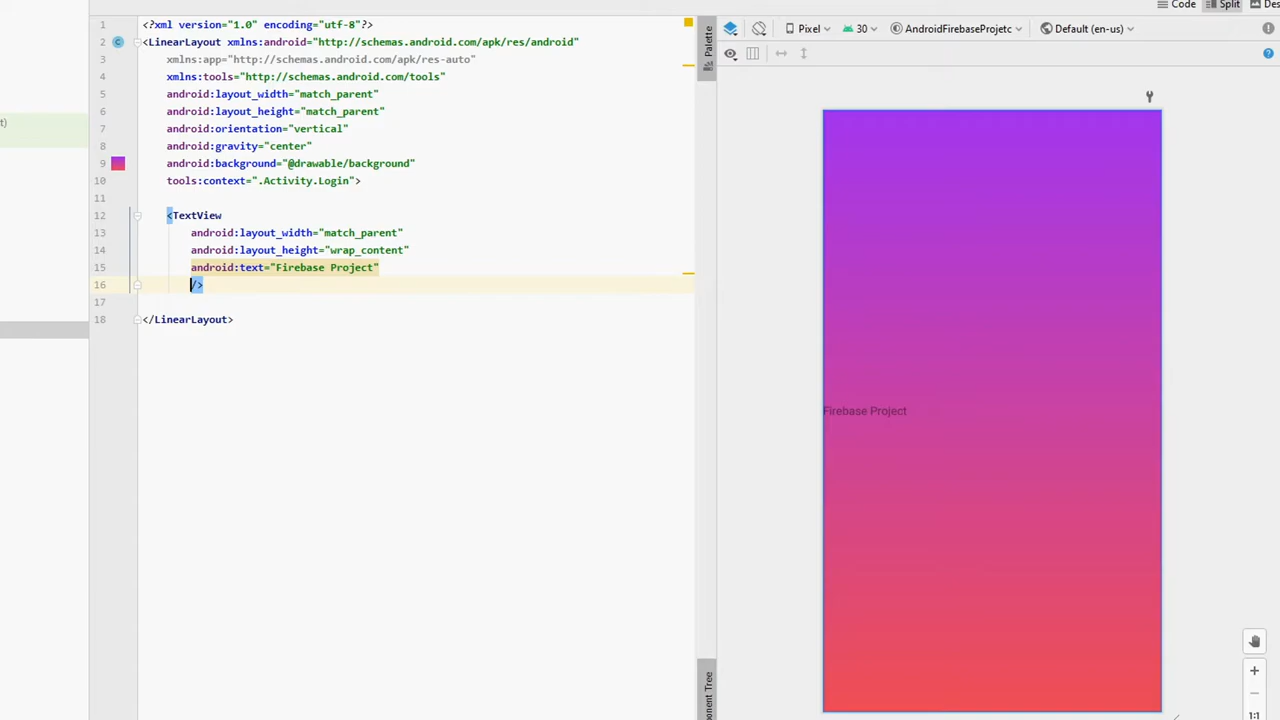 Code
Split
Des
Palette
Pixel
30
AndroidFirebaseProjetc
Default (en-us)
1 <?xml version="1.0" encoding="utf-8"?>
2 <LinearLayout xmlns:android="http://schemas.android.com/apk/res/android"
3 xmlns:app="http://schemas.android.com/apk/res-auto"
4 xmlns:tools="http://schemas.android.com/tools"
5 android:layout_width="match_parent"
6 android:layout_height="match_parent"
7 android:orientation="vertical"
8 android:gravity="center"
9 android:background="@drawable/background"
10 tools:context=".Activity.Login">
11
12 <TextView
13 android:layout_width="match_parent"
14 android:layout_height="wrap_content"
15 android:text="Firebase Project"
16 />
17
18 </LinearLayout>
t)
Firebase Project
ponent Tree
1:1